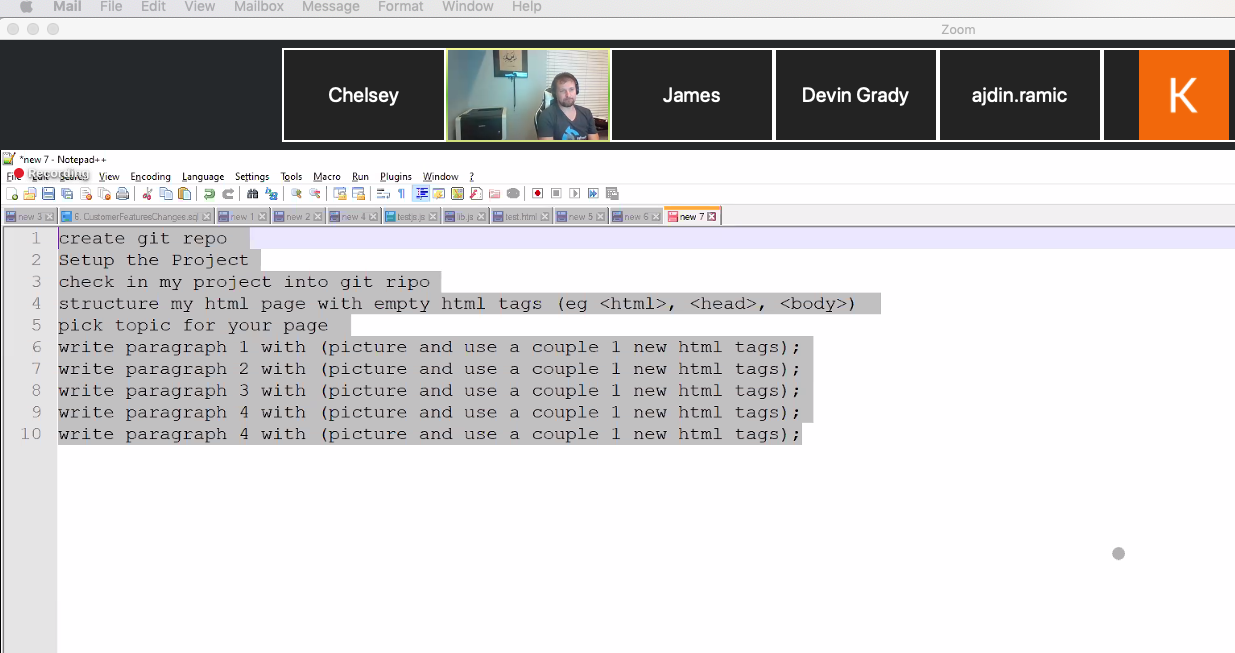 Mail File Edit View Mailbox Message Format Window Help
Zoom
Chelsey
James
Devin Grady
ajdin.ramic
K
*new 7 - Notepad++
File Edit Search View Encoding Language Settings Tools Macro Run Plugins Window ?
Recording
new 3 6. CustomerFeaturesChanges.sql new 1 new 2 new 4 testjs.js lib.js test.html new 5 new 6 new 7
1 create git repo
2 Setup the Project
3 check in my project into git ripo
4 structure my html page with empty html tags (eg <html>, <head>, <body>)
5 pick topic for your page
6 write paragraph 1 with (picture and use a couple 1 new html tags);
7 write paragraph 2 with (picture and use a couple 1 new html tags);
8 write paragraph 3 with (picture and use a couple 1 new html tags);
9 write paragraph 4 with (picture and use a couple 1 new html tags);
10 write paragraph 4 with (picture and use a couple 1 new html tags);